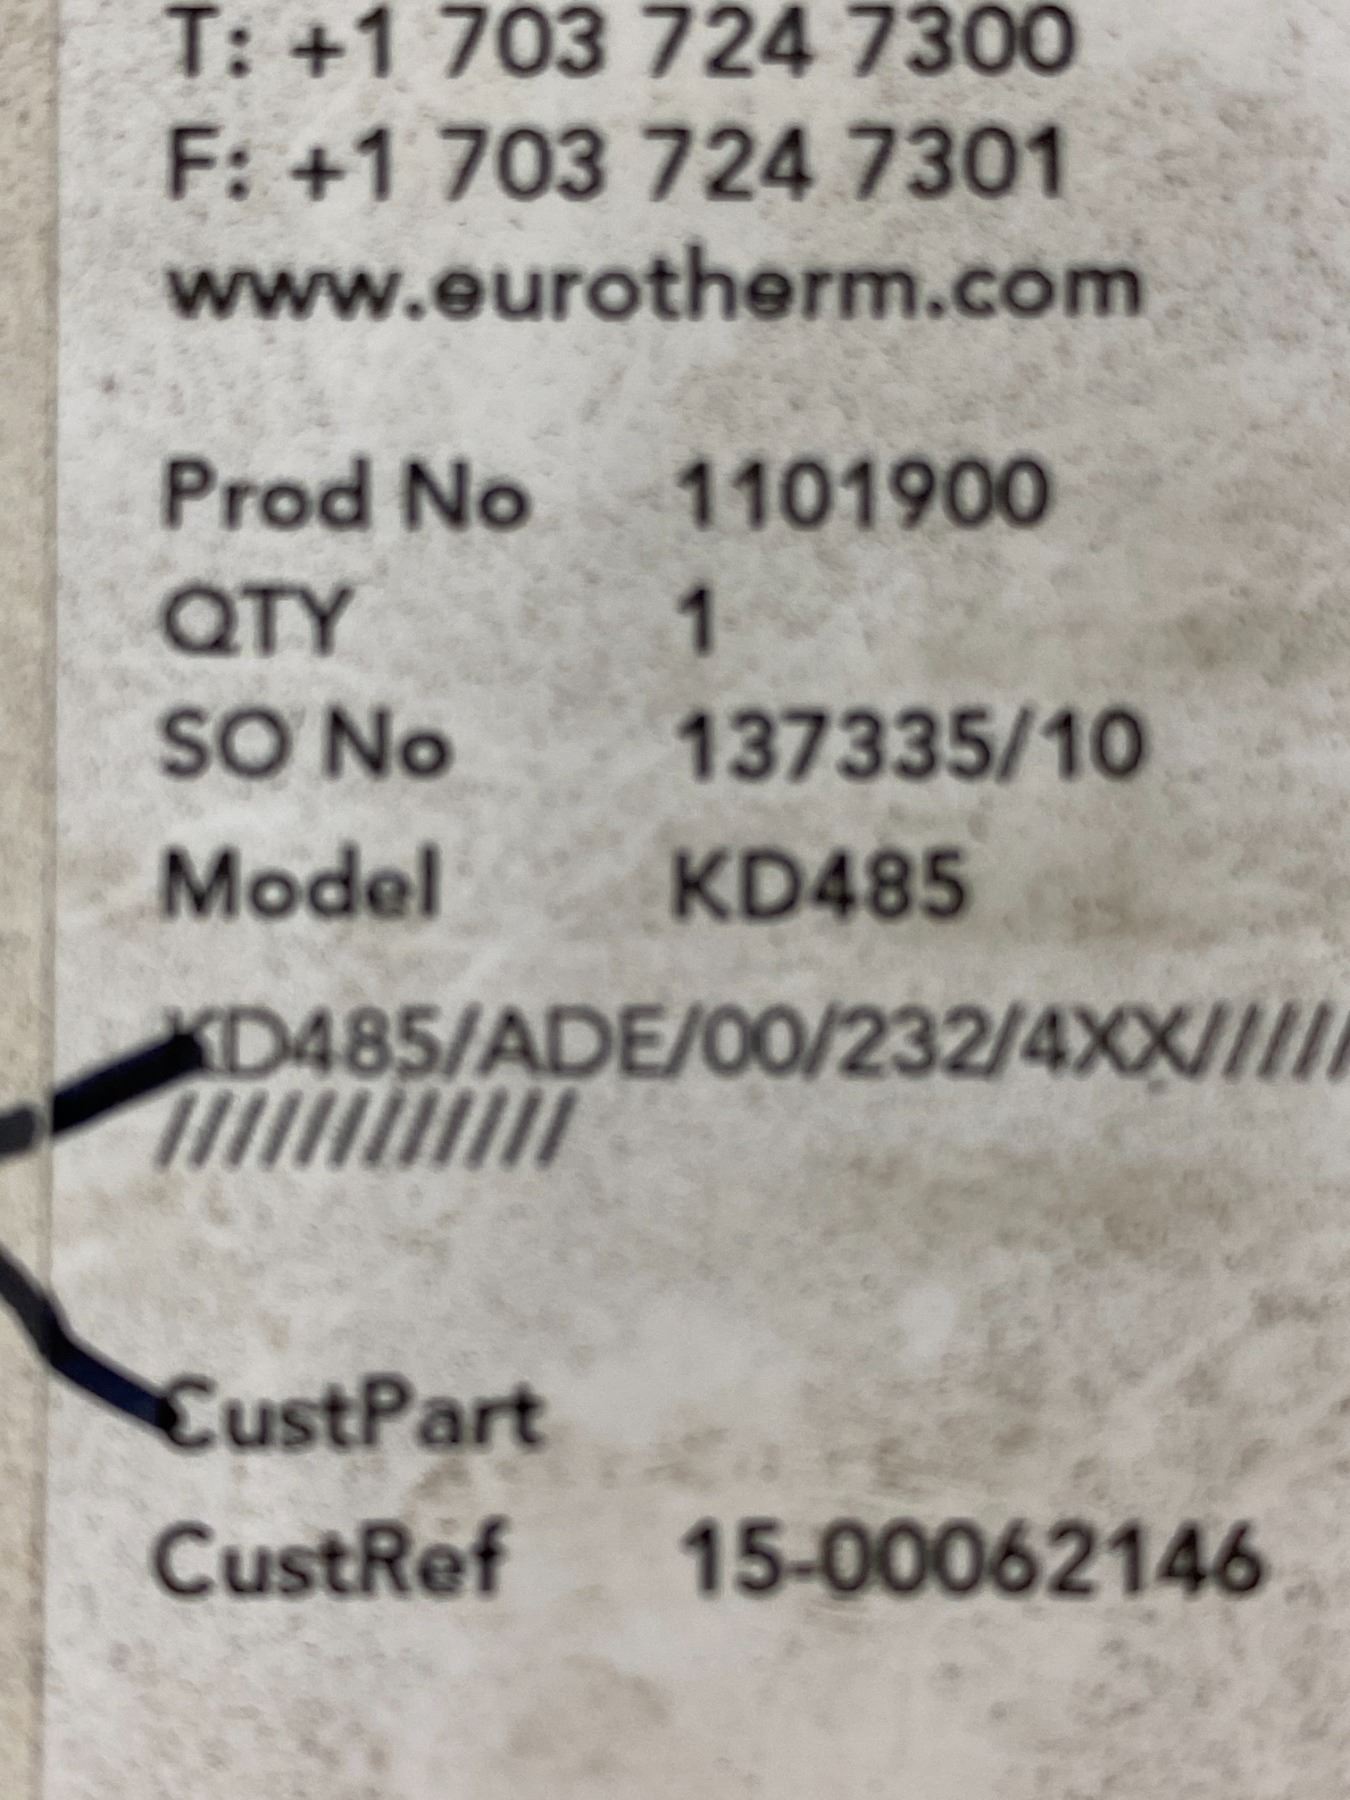 T: +1 703 724 7300
F: +1 703 724 7301
www.eurotherm.com
Prod No 1101900
QTY 1
SO No 137335/10
Model KD485
KD485/ADE/00/232/4XX/////
////////////
CustPart
CustRef 15-00062146